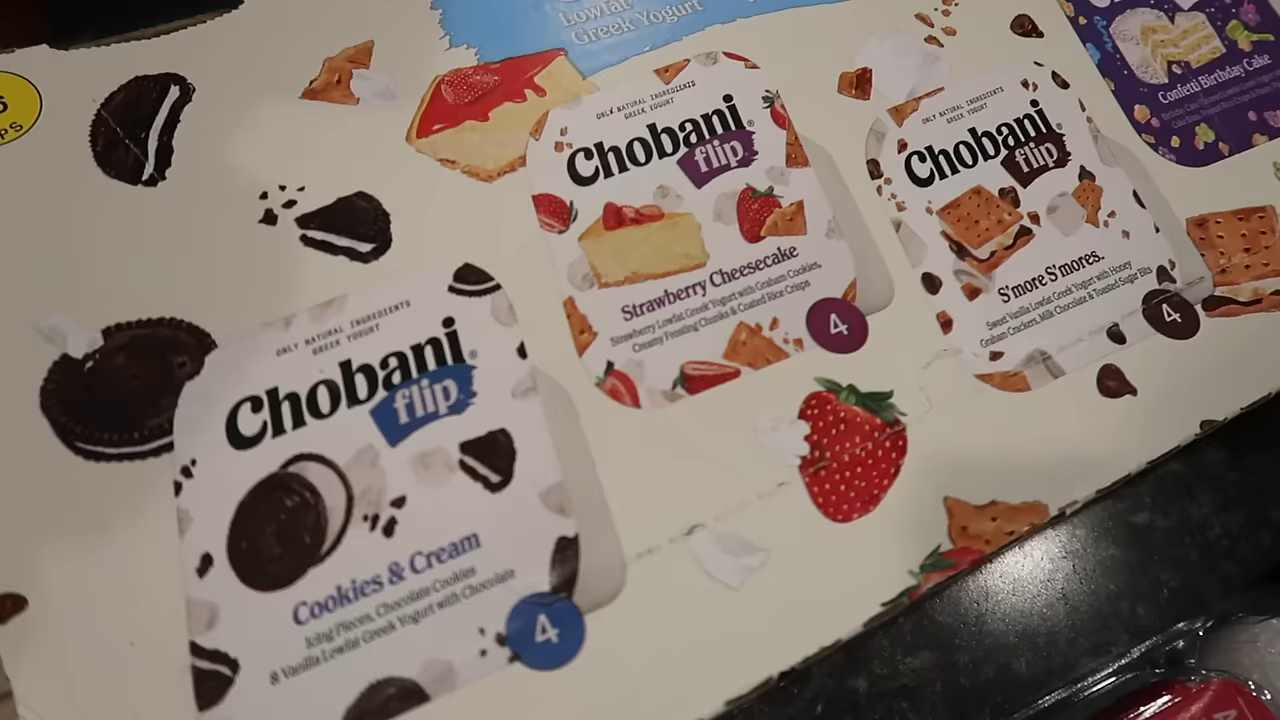 Lowfat
Greek Yogurt
6
PS
ONLY NATURAL INGREDIENTS
GREEK YOGURT
Chobani®
flip
Cookies & Cream
Icing Pieces, Chocolate Cookies
& Vanilla Lowfat Greek Yogurt with Chocolate
4
ONLY NATURAL INGREDIENTS
GREEK YOGURT
Chobani®
flip
Strawberry Cheesecake
Strawberry Lowfat Greek Yogurt with Graham Cookies,
Creamy Frosting Chunks & Coated Rice Crisps
4
ONLY NATURAL INGREDIENTS
GREEK YOGURT
Chobani®
flip
S'more S'mores.
Sweet Vanilla Lowfat Greek Yogurt with Honey
Graham Crackers, Milk Chocolate & Toasted Sugar Bits
4
Confetti Birthday Cake